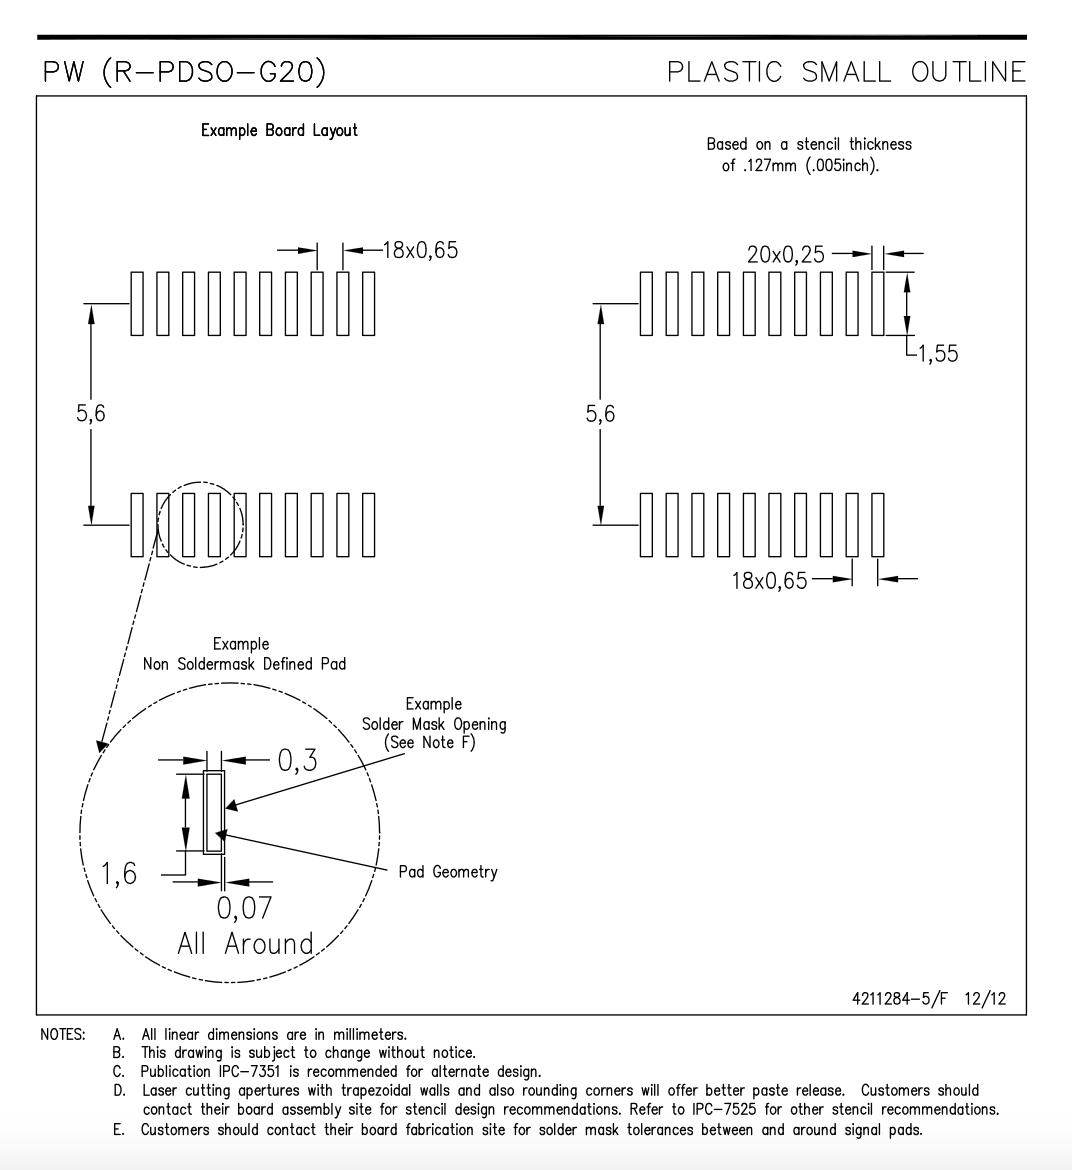 PW (R-PDSO-G20)
PLASTIC SMALL OUTLINE
Example Board Layout
Based on a stencil thickness
of .127mm (.005inch).
18x0,65
20x0,25
1,55
5,6
5,6
18x0,65
Example
Non Soldermask Defined Pad
Example
Solder Mask Opening
(See Note F)
0,3
1,6
Pad Geometry
0,07
All Around
4211284-5/F 12/12
NOTES: A. All linear dimensions are in millimeters.
B. This drawing is subject to change without notice.
C. Publication IPC-7351 is recommended for alternate design.
D. Laser cutting apertures with trapezoidal walls and also rounding corners will offer better paste release. Customers should
contact their board assembly site for stencil design recommendations. Refer to IPC-7525 for other stencil recommendations.
E. Customers should contact their board fabrication site for solder mask tolerances between and around signal pads.